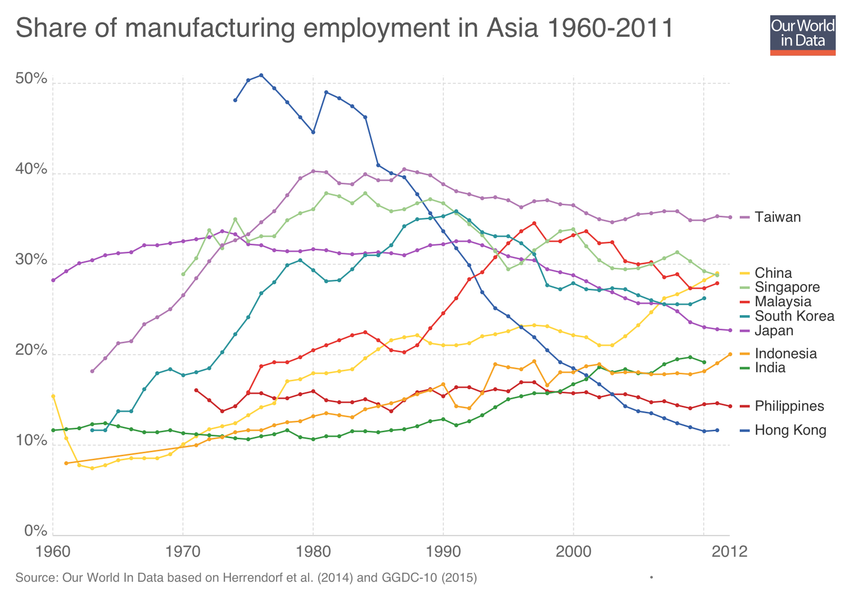 Share of manufacturing employment in Asia 1960-2011
Our World
in Data
50%
40%
30%
20%
10%
0%
1960
1970
1980
1990
2000
2012
Taiwan
China
Singapore
Malaysia
South Korea
Japan
Indonesia
India
Philippines
Hong Kong
Source: Our World In Data based on Herrendorf et al. (2014) and GGDC-10 (2015)